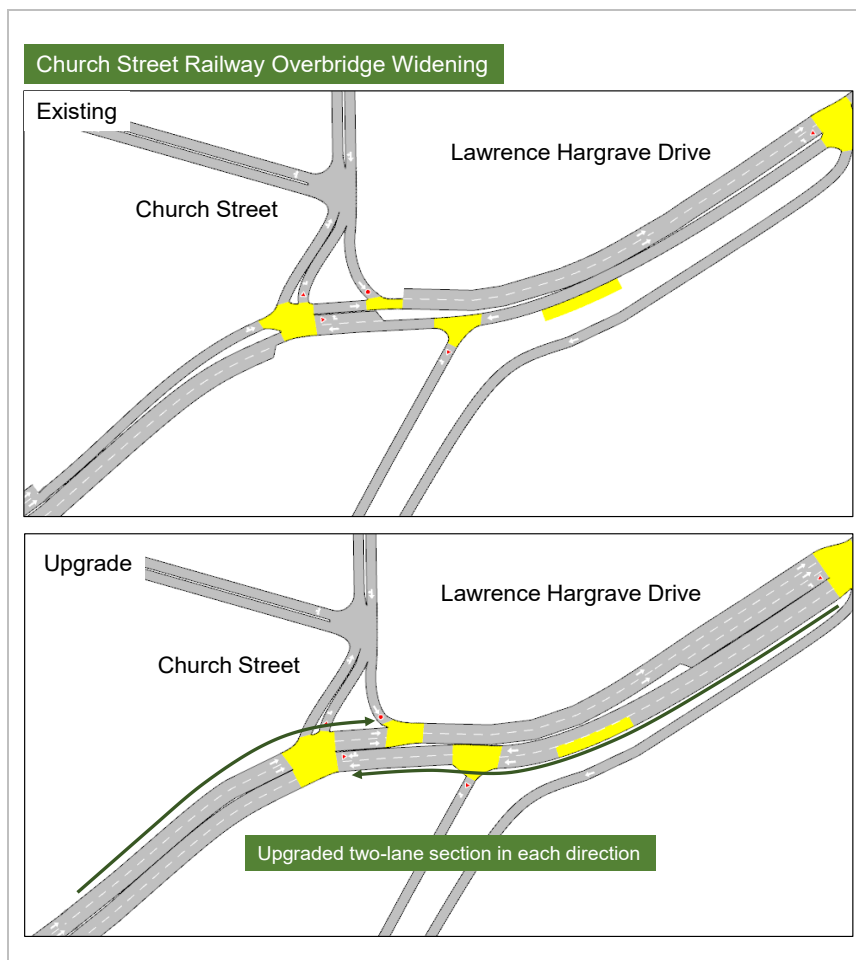 Church Street Railway Overbridge Widening
Existing
Lawrence Hargrave Drive
Church Street
Upgrade
Lawrence Hargrave Drive
Church Street
Upgraded two-lane section in each direction